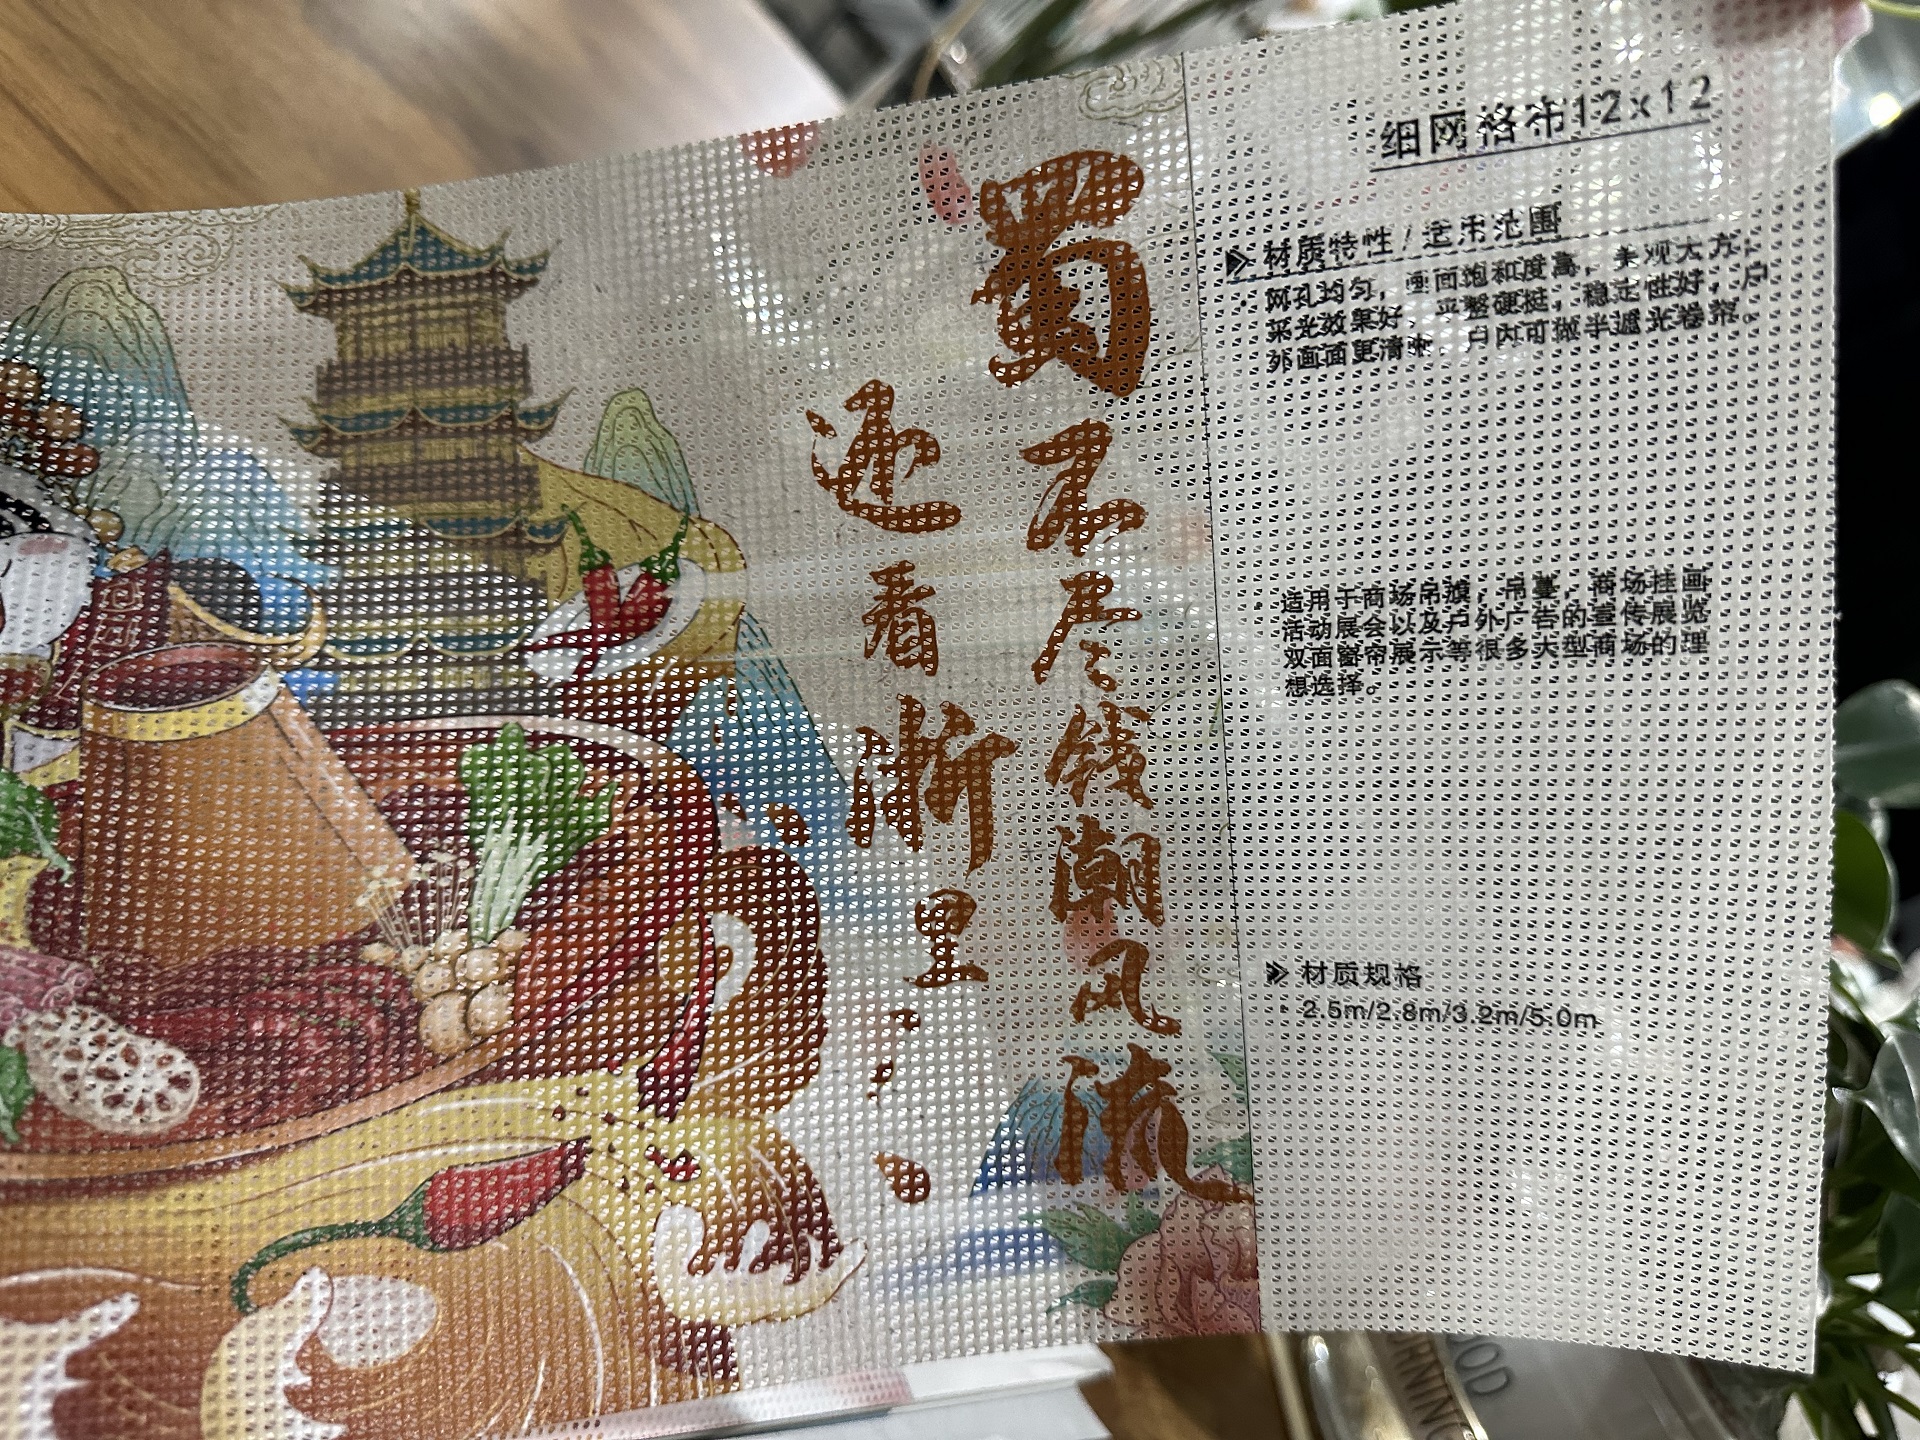 蜀不尽钱潮风流
还看浙里
细网格布12x12
材质特性/适用范围
网孔均匀，画面饱和度高，美观大方，
采光效果好，平整硬挺，稳定性好，户
外画面更清晰，户内可做半遮光卷帘。
适用于商场吊旗，吊幔，商场挂画
活动展会以及户外广告的宣传展览
双面窗帘展示等很多大型商场的理
想选择。
材质规格
2.5m/2.8m/3.2m/5.0m